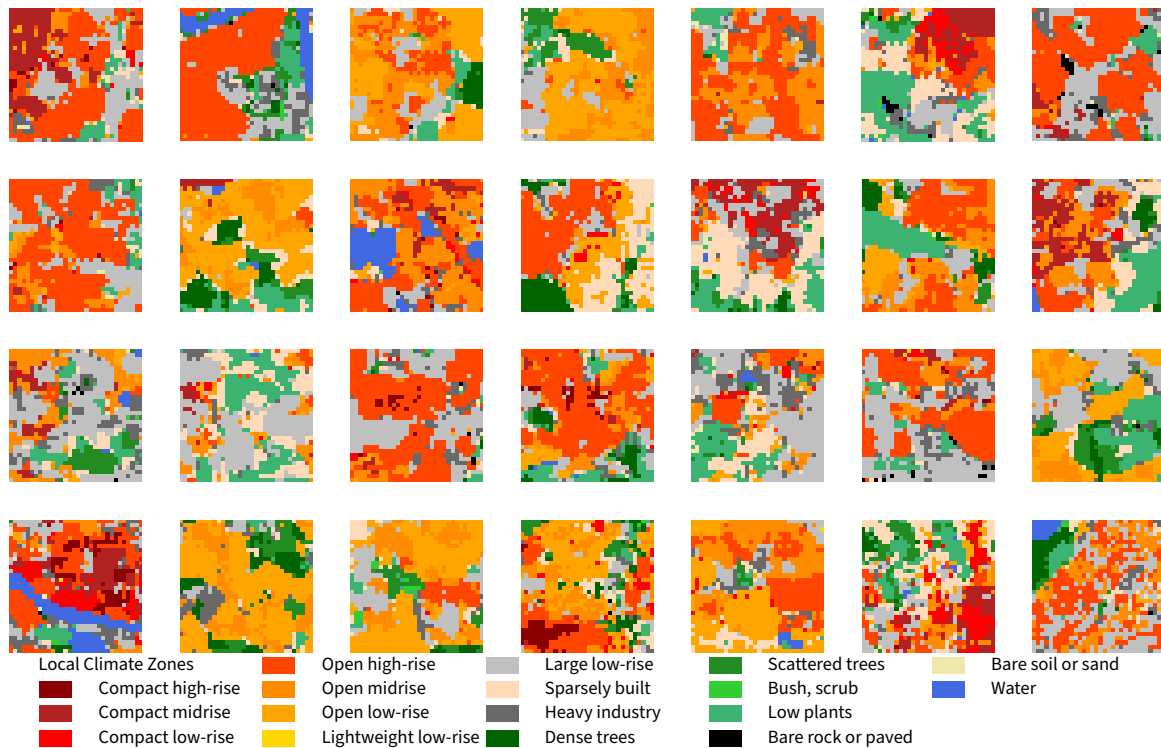 Local Climate Zones
Compact high-rise
Compact midrise
Compact low-rise
Open high-rise
Open midrise
Open low-rise
Lightweight low-rise
Large low-rise
Sparsely built
Heavy industry
Dense trees
Scattered trees
Bush, scrub
Low plants
Bare rock or paved
Bare soil or sand
Water